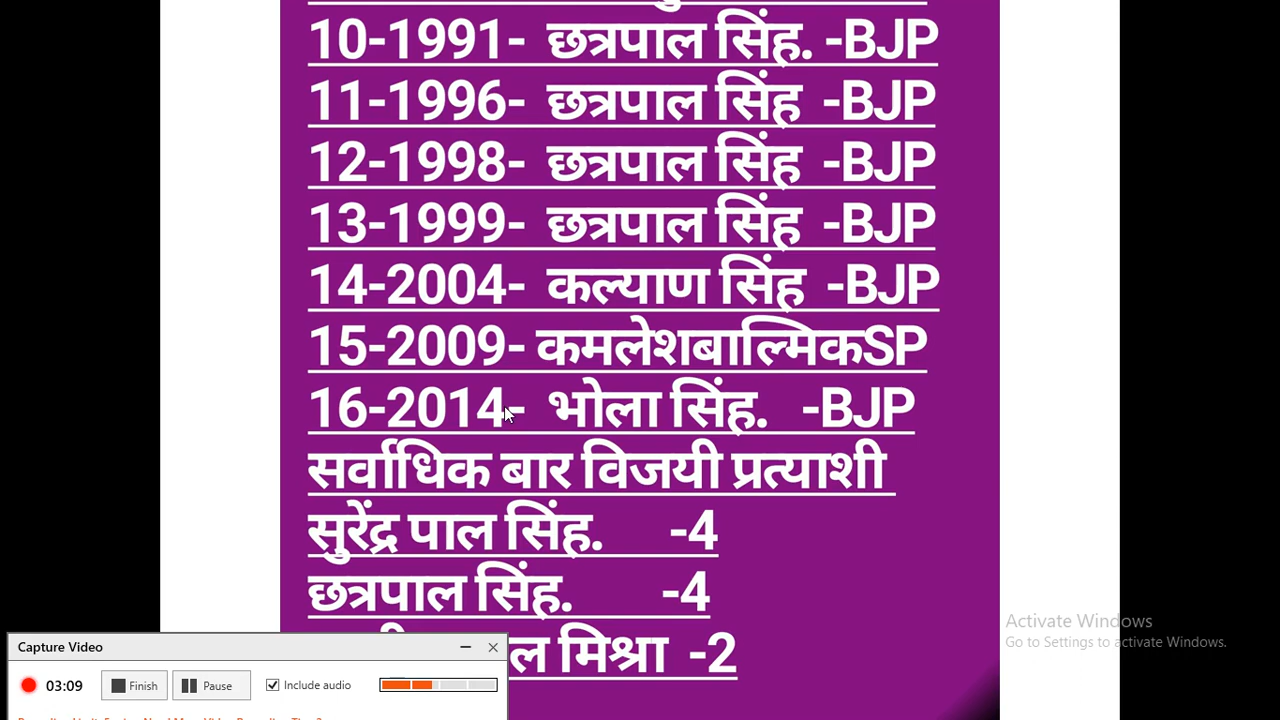 10-1991- छत्रपाल सिंह. -BJP
11-1996- छत्रपाल सिंह -BJP
12-1998- छत्रपाल सिंह -BJP
13-1999- छत्रपाल सिंह -BJP
14-2004- कल्याण सिंह -BJP
15-2009- कमलेशबाल्मिकSP
16-2014- भोला सिंह. -BJP
सर्वाधिक बार विजयी प्रत्याशी
सुरेंद्र पाल सिंह. -4
छत्रपाल सिंह. -4
मिश्रा -2
Activate Windows
Go to Settings to activate Windows.
Capture Video
03:09 Finish Pause Include audio